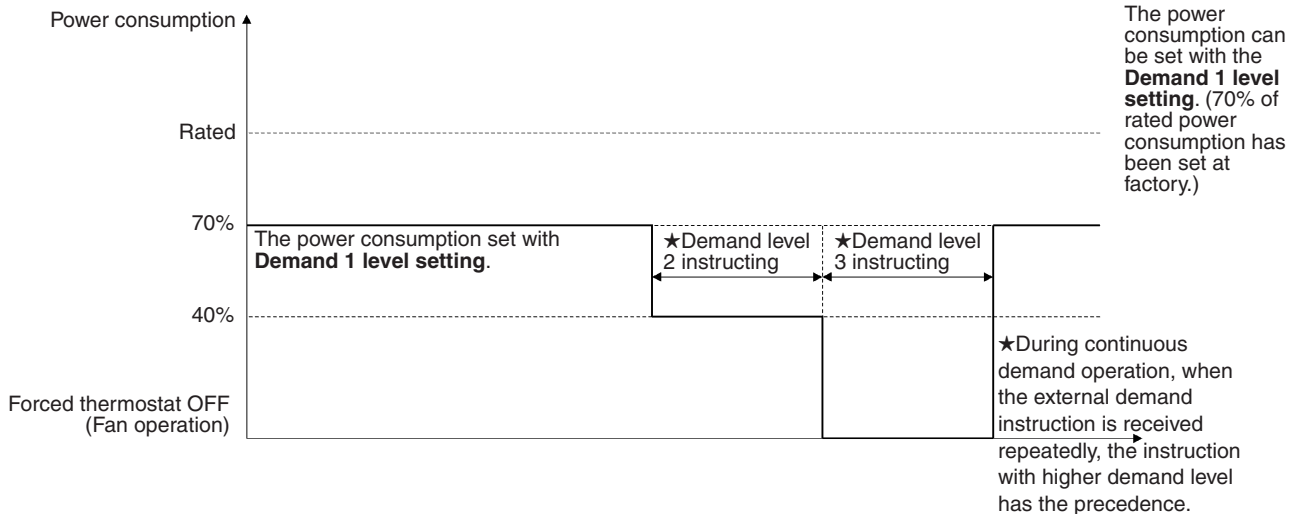 Power consumption
The power
consumption can
be set with the
Demand 1 level
setting. (70% of
rated power
consumption has
been set at
factory.)
Rated
70%
The power consumption set with
Demand 1 level setting.
★Demand level
2 instructing
★Demand level
3 instructing
40%
★During continuous
demand operation, when
the external demand
instruction is received
repeatedly, the instruction
with higher demand level
has the precedence.
Forced thermostat OFF
(Fan operation)